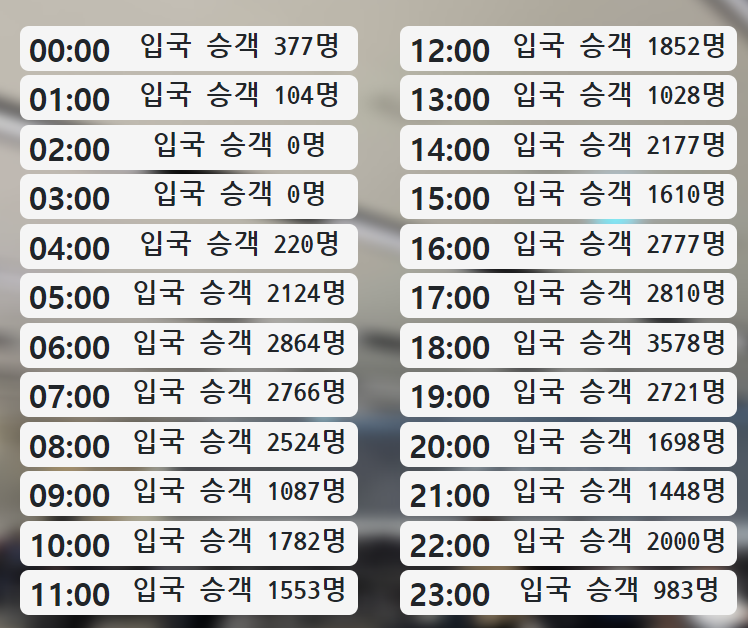 00:00 입국 승객 377명
01:00 입국 승객 104명
02:00 입국 승객 0명
03:00 입국 승객 0명
04:00 입국 승객 220명
05:00 입국 승객 2124명
06:00 입국 승객 2864명
07:00 입국 승객 2766명
08:00 입국 승객 2524명
09:00 입국 승객 1087명
10:00 입국 승객 1782명
11:00 입국 승객 1553명
12:00 입국 승객 1852명
13:00 입국 승객 1028명
14:00 입국 승객 2177명
15:00 입국 승객 1610명
16:00 입국 승객 2777명
17:00 입국 승객 2810명
18:00 입국 승객 3578명
19:00 입국 승객 2721명
20:00 입국 승객 1698명
21:00 입국 승객 1448명
22:00 입국 승객 2000명
23:00 입국 승객 983명